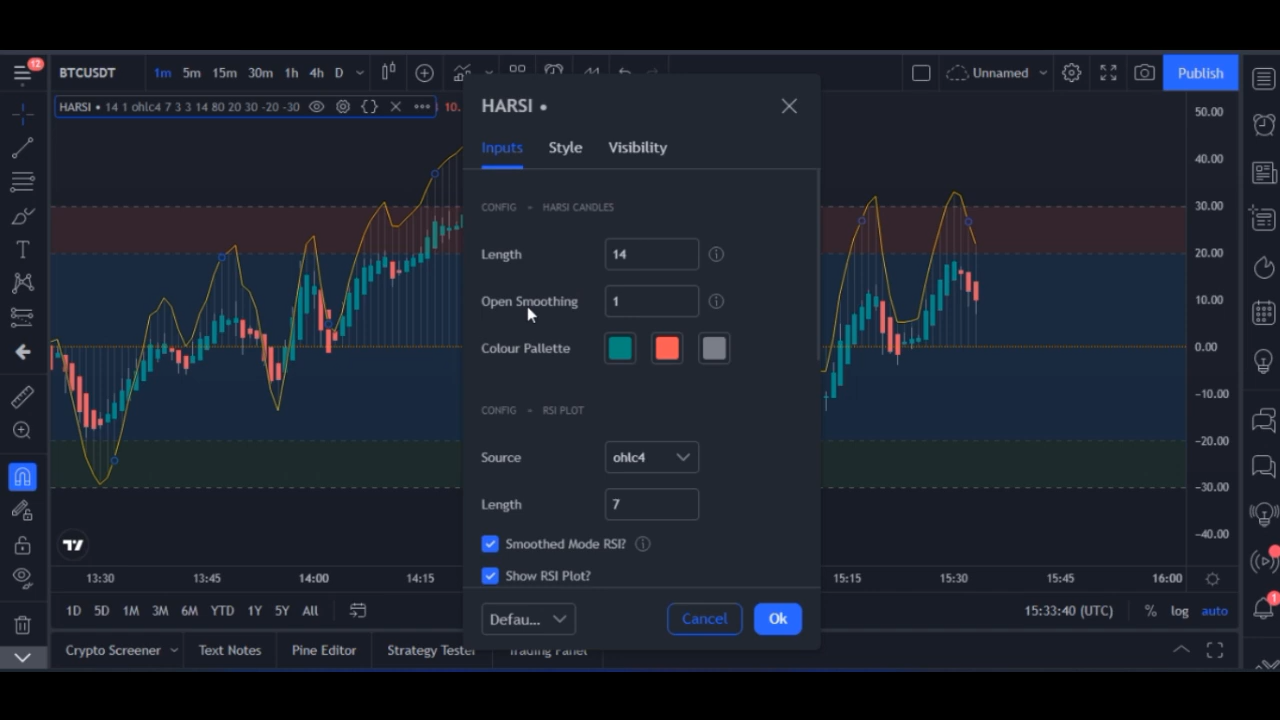 12
BTCUSDT 1m 5m 15m 30m 1h 4h D
Unnamed
Publish
HARSI • 14 1 ohlc4 7 3 3 14 80 20 30 -20 -30
10.
HARSI •
Inputs Style Visibility
CONFIG » HARSI CANDLES
Length 14
Open Smoothing 1
Colour Pallette
CONFIG » RSI PLOT
Source ohlc4
Length 7
Smoothed Mode RSI?
Show RSI Plot?
Defau... Cancel Ok
50.00
40.00
30.00
20.00
10.00
0.00
-10.00
-20.00
-30.00
-40.00
13:30 13:45 14:00 14:15 15:15 15:30 15:45 16:00
1D 5D 1M 3M 6M YTD 1Y 5Y All
15:33:40 (UTC) % log auto
1
Crypto Screener Text Notes Pine Editor Strategy Tester Trading Panel